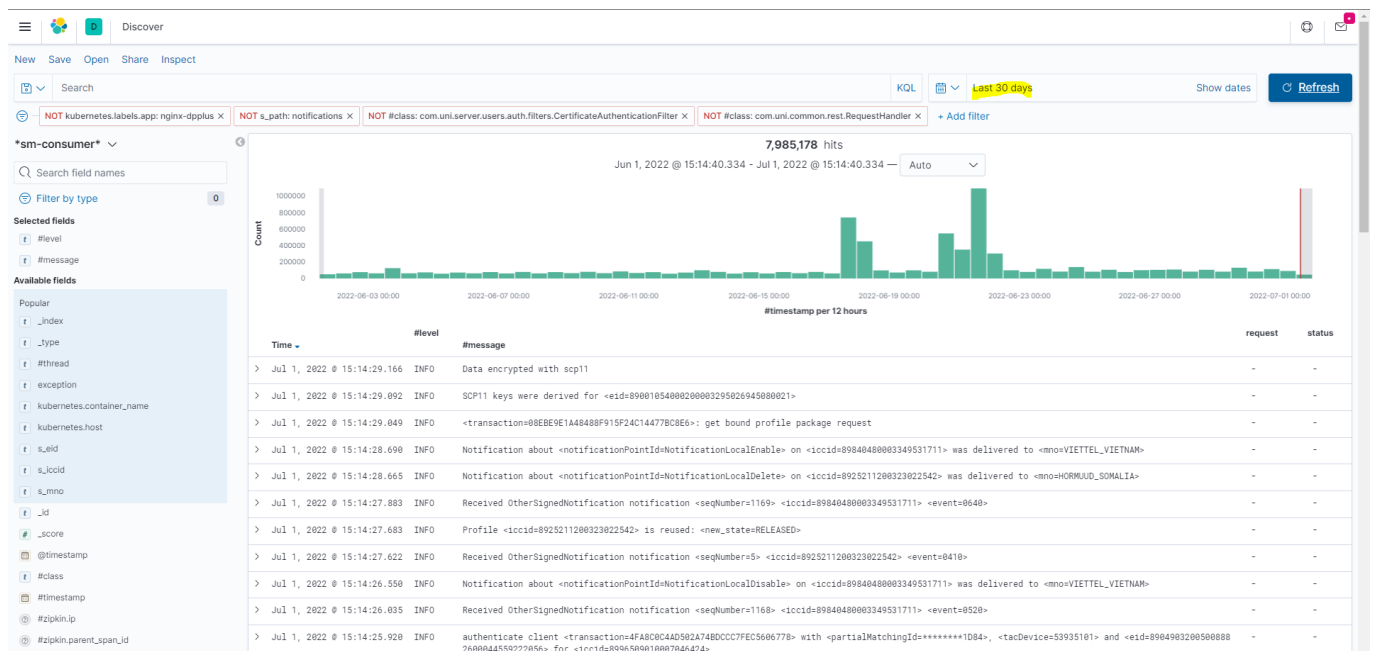 D Discover
New Save Open Share Inspect
Search KQL Last 30 days Show dates Refresh
NOT kubernetes.labels.app: nginx-dpplus × NOT s_path: notifications × NOT #class: com.uni.server.users.auth.filters.CertificateAuthenticationFilter × NOT #class: com.uni.common.rest.RequestHandler × + Add filter
*sm-consumer*
Search field names
Filter by type 0
Selected fields
t #level
t #message
Available fields
Popular
t _index
t _type
t #thread
t exception
t kubernetes.container_name
t kubernetes.host
t s_eid
t s_iccid
t s_mno
t _id
# _score
@timestamp
t #class
#timestamp
#zipkin.ip
#zipkin.parent_span_id
7,985,178 hits
Jun 1, 2022 @ 15:14:40.334 - Jul 1, 2022 @ 15:14:40.334 — Auto
Count
1000000
800000
600000
400000
200000
0
2022-06-03 00:00 2022-06-07 00:00 2022-06-11 00:00 2022-06-15 00:00 2022-06-19 00:00 2022-06-23 00:00 2022-06-27 00:00 2022-07-01 00:00
#timestamp per 12 hours
Time #level #message request status
Jul 1, 2022 @ 15:14:29.166 INFO Data encrypted with scp11 - -
Jul 1, 2022 @ 15:14:29.092 INFO SCP11 keys were derived for <eid=89001054000200003295026945080021> - -
Jul 1, 2022 @ 15:14:29.049 INFO <transaction=08EBE9E1A48488F915F24C14477BC8E6>: get bound profile package request - -
Jul 1, 2022 @ 15:14:28.690 INFO Notification about <notificationPointId=NotificationLocalEnable> on <iccid=89840480003349531711> was delivered to <mno=VIETTEL_VIETNAM> - -
Jul 1, 2022 @ 15:14:28.665 INFO Notification about <notificationPointId=NotificationLocalDelete> on <iccid=8925211200323022542> was delivered to <mno=HORMUUD_SOMALIA> - -
Jul 1, 2022 @ 15:14:27.883 INFO Received OtherSignedNotification notification <seqNumber=1169> <iccid=89840480003349531711> <event=0640> - -
Jul 1, 2022 @ 15:14:27.683 INFO Profile <iccid=8925211200323022542> is reused: <new_state=RELEASED> - -
Jul 1, 2022 @ 15:14:27.622 INFO Received OtherSignedNotification notification <seqNumber=5> <iccid=8925211200323022542> <event=0410> - -
Jul 1, 2022 @ 15:14:26.550 INFO Notification about <notificationPointId=NotificationLocalDisable> on <iccid=89840480003349531711> was delivered to <mno=VIETTEL_VIETNAM> - -
Jul 1, 2022 @ 15:14:26.035 INFO Received OtherSignedNotification notification <seqNumber=1168> <iccid=89840480003349531711> <event=0520> - -
Jul 1, 2022 @ 15:14:25.920 INFO authenticate client <transaction=4FA8C0C4AD502A74BDCCC7FEC5606778> with <partialMatchingId=********1D84>, <tacDevice=53935101> and <eid=8904903200500888 - -
2600044559222056> for <iccid=8996509010007046424>